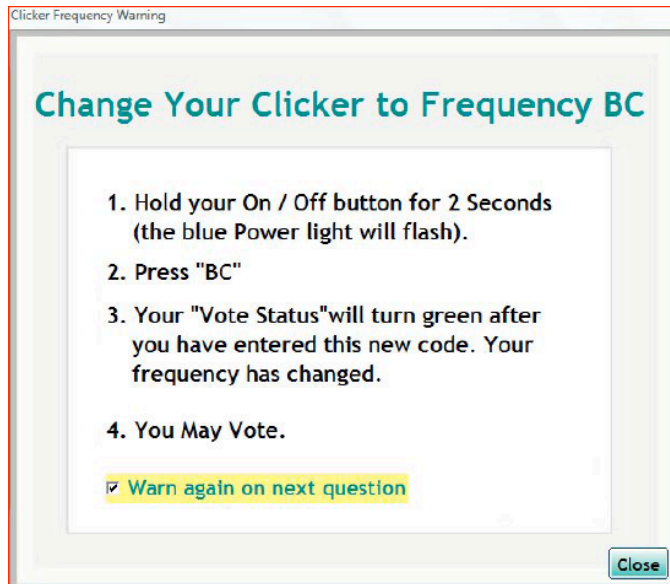 Clicker Frequency Warning
Change Your Clicker to Frequency BC
1. Hold your On / Off button for 2 Seconds
(the blue Power light will flash).
2. Press "BC"
3. Your "Vote Status"will turn green after
you have entered this new code. Your
frequency has changed.
4. You May Vote.
Warn again on next question
Close